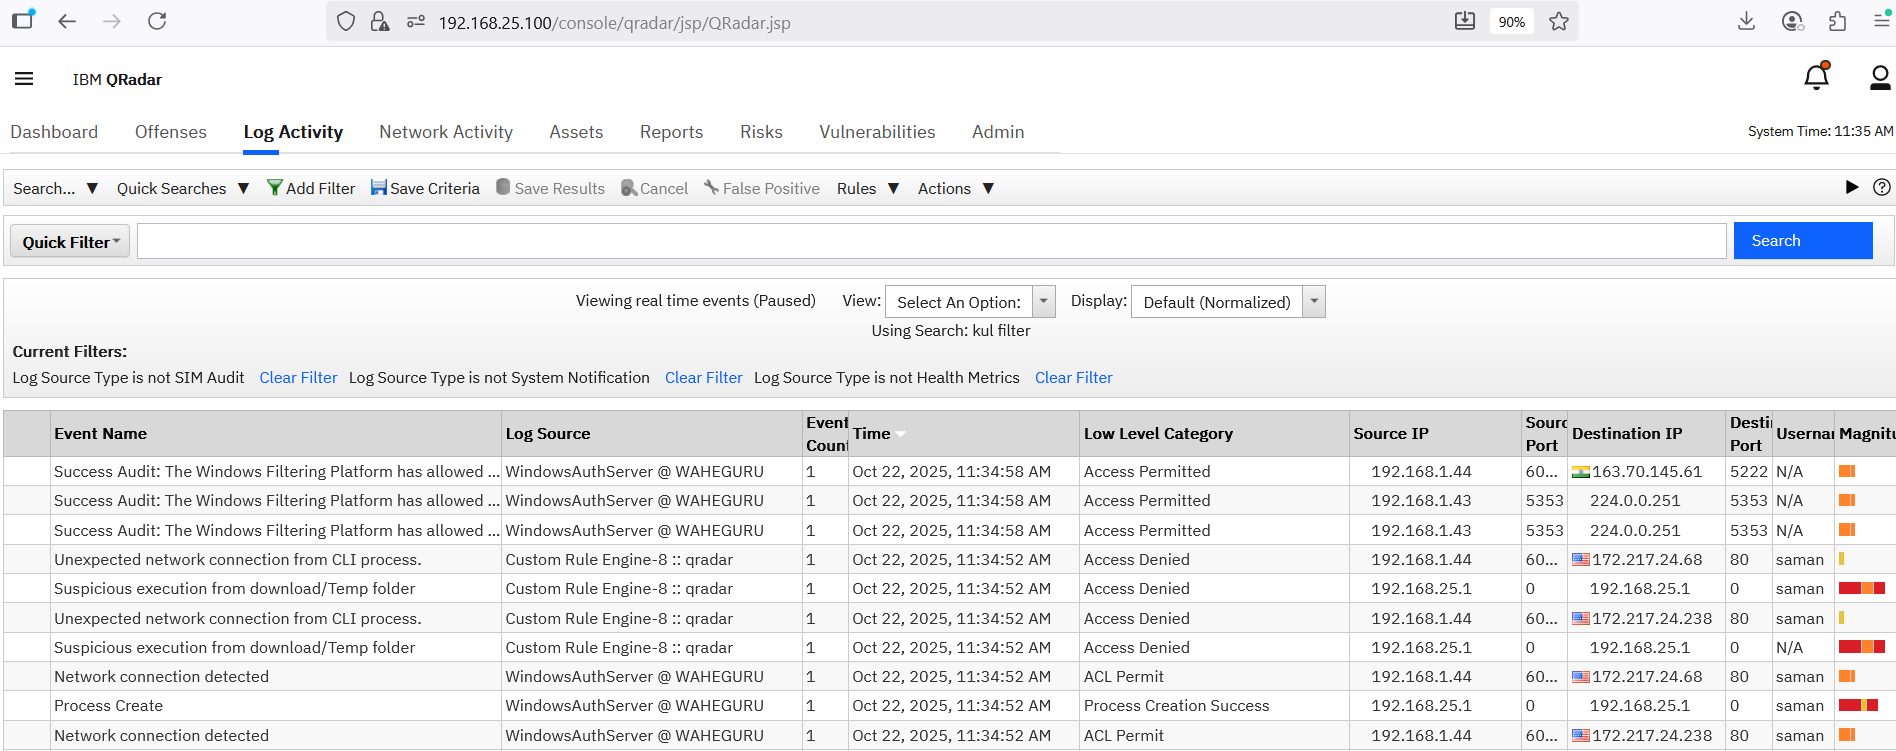 192.168.25.100/console/qradar/jsp/QRadar.jsp 90%
IBM QRadar
Dashboard Offenses Log Activity Network Activity Assets Reports Risks Vulnerabilities Admin System Time: 11:35 AM
Search... Quick Searches Add Filter Save Criteria Save Results Cancel False Positive Rules Actions
Quick Filter Search
Viewing real time events (Paused) View: Select An Option: Display: Default (Normalized)
Using Search: kul filter
Current Filters:
Log Source Type is not SIM Audit Clear Filter Log Source Type is not System Notification Clear Filter Log Source Type is not Health Metrics Clear Filter
Event Name Log Source Event Count Time Low Level Category Source IP Sourc Port Destination IP Desti Port Userna Magnitu
Success Audit: The Windows Filtering Platform has allowed ... WindowsAuthServer @ WAHEGURU 1 Oct 22, 2025, 11:34:58 AM Access Permitted 192.168.1.44 60... 163.70.145.61 5222 N/A
Success Audit: The Windows Filtering Platform has allowed ... WindowsAuthServer @ WAHEGURU 1 Oct 22, 2025, 11:34:58 AM Access Permitted 192.168.1.43 5353 224.0.0.251 5353 N/A
Success Audit: The Windows Filtering Platform has allowed ... WindowsAuthServer @ WAHEGURU 1 Oct 22, 2025, 11:34:58 AM Access Permitted 192.168.1.43 5353 224.0.0.251 5353 N/A
Unexpected network connection from CLI process. Custom Rule Engine-8 :: qradar 1 Oct 22, 2025, 11:34:52 AM Access Denied 192.168.1.44 60... 172.217.24.68 80 saman
Suspicious execution from download/Temp folder Custom Rule Engine-8 :: qradar 1 Oct 22, 2025, 11:34:52 AM Access Denied 192.168.25.1 0 192.168.25.1 0 saman
Unexpected network connection from CLI process. Custom Rule Engine-8 :: qradar 1 Oct 22, 2025, 11:34:52 AM Access Denied 192.168.1.44 60... 172.217.24.238 80 saman
Suspicious execution from download/Temp folder Custom Rule Engine-8 :: qradar 1 Oct 22, 2025, 11:34:52 AM Access Denied 192.168.25.1 0 192.168.25.1 0 N/A
Network connection detected WindowsAuthServer @ WAHEGURU 1 Oct 22, 2025, 11:34:52 AM ACL Permit 192.168.1.44 60... 172.217.24.68 80 saman
Process Create WindowsAuthServer @ WAHEGURU 1 Oct 22, 2025, 11:34:52 AM Process Creation Success 192.168.25.1 0 192.168.25.1 0 saman
Network connection detected WindowsAuthServer @ WAHEGURU 1 Oct 22, 2025, 11:34:52 AM ACL Permit 192.168.1.44 60... 172.217.24.238 80 saman